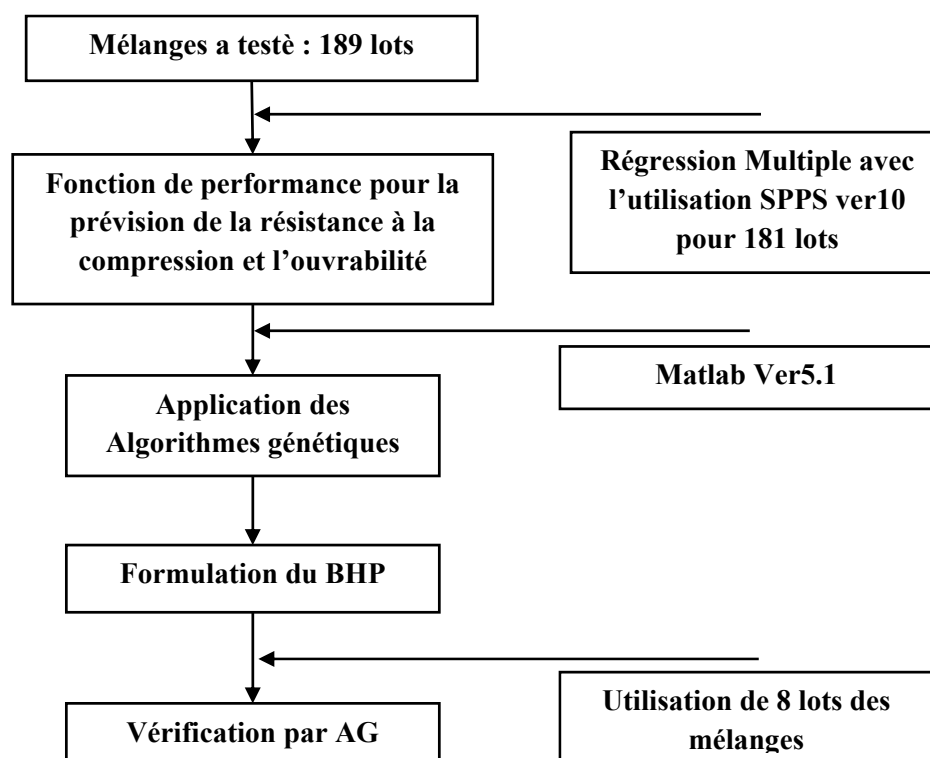 Mélanges a testè : 189 lots
Régression Multiple avec
l’utilisation SPPS ver10
pour 181 lots
Fonction de performance pour la
prévision de la résistance à la
compression et l’ouvrabilité
Matlab Ver5.1
Application des
Algorithmes génétiques
Formulation du BHP
Utilisation de 8 lots des
mélanges
Vérification par AG